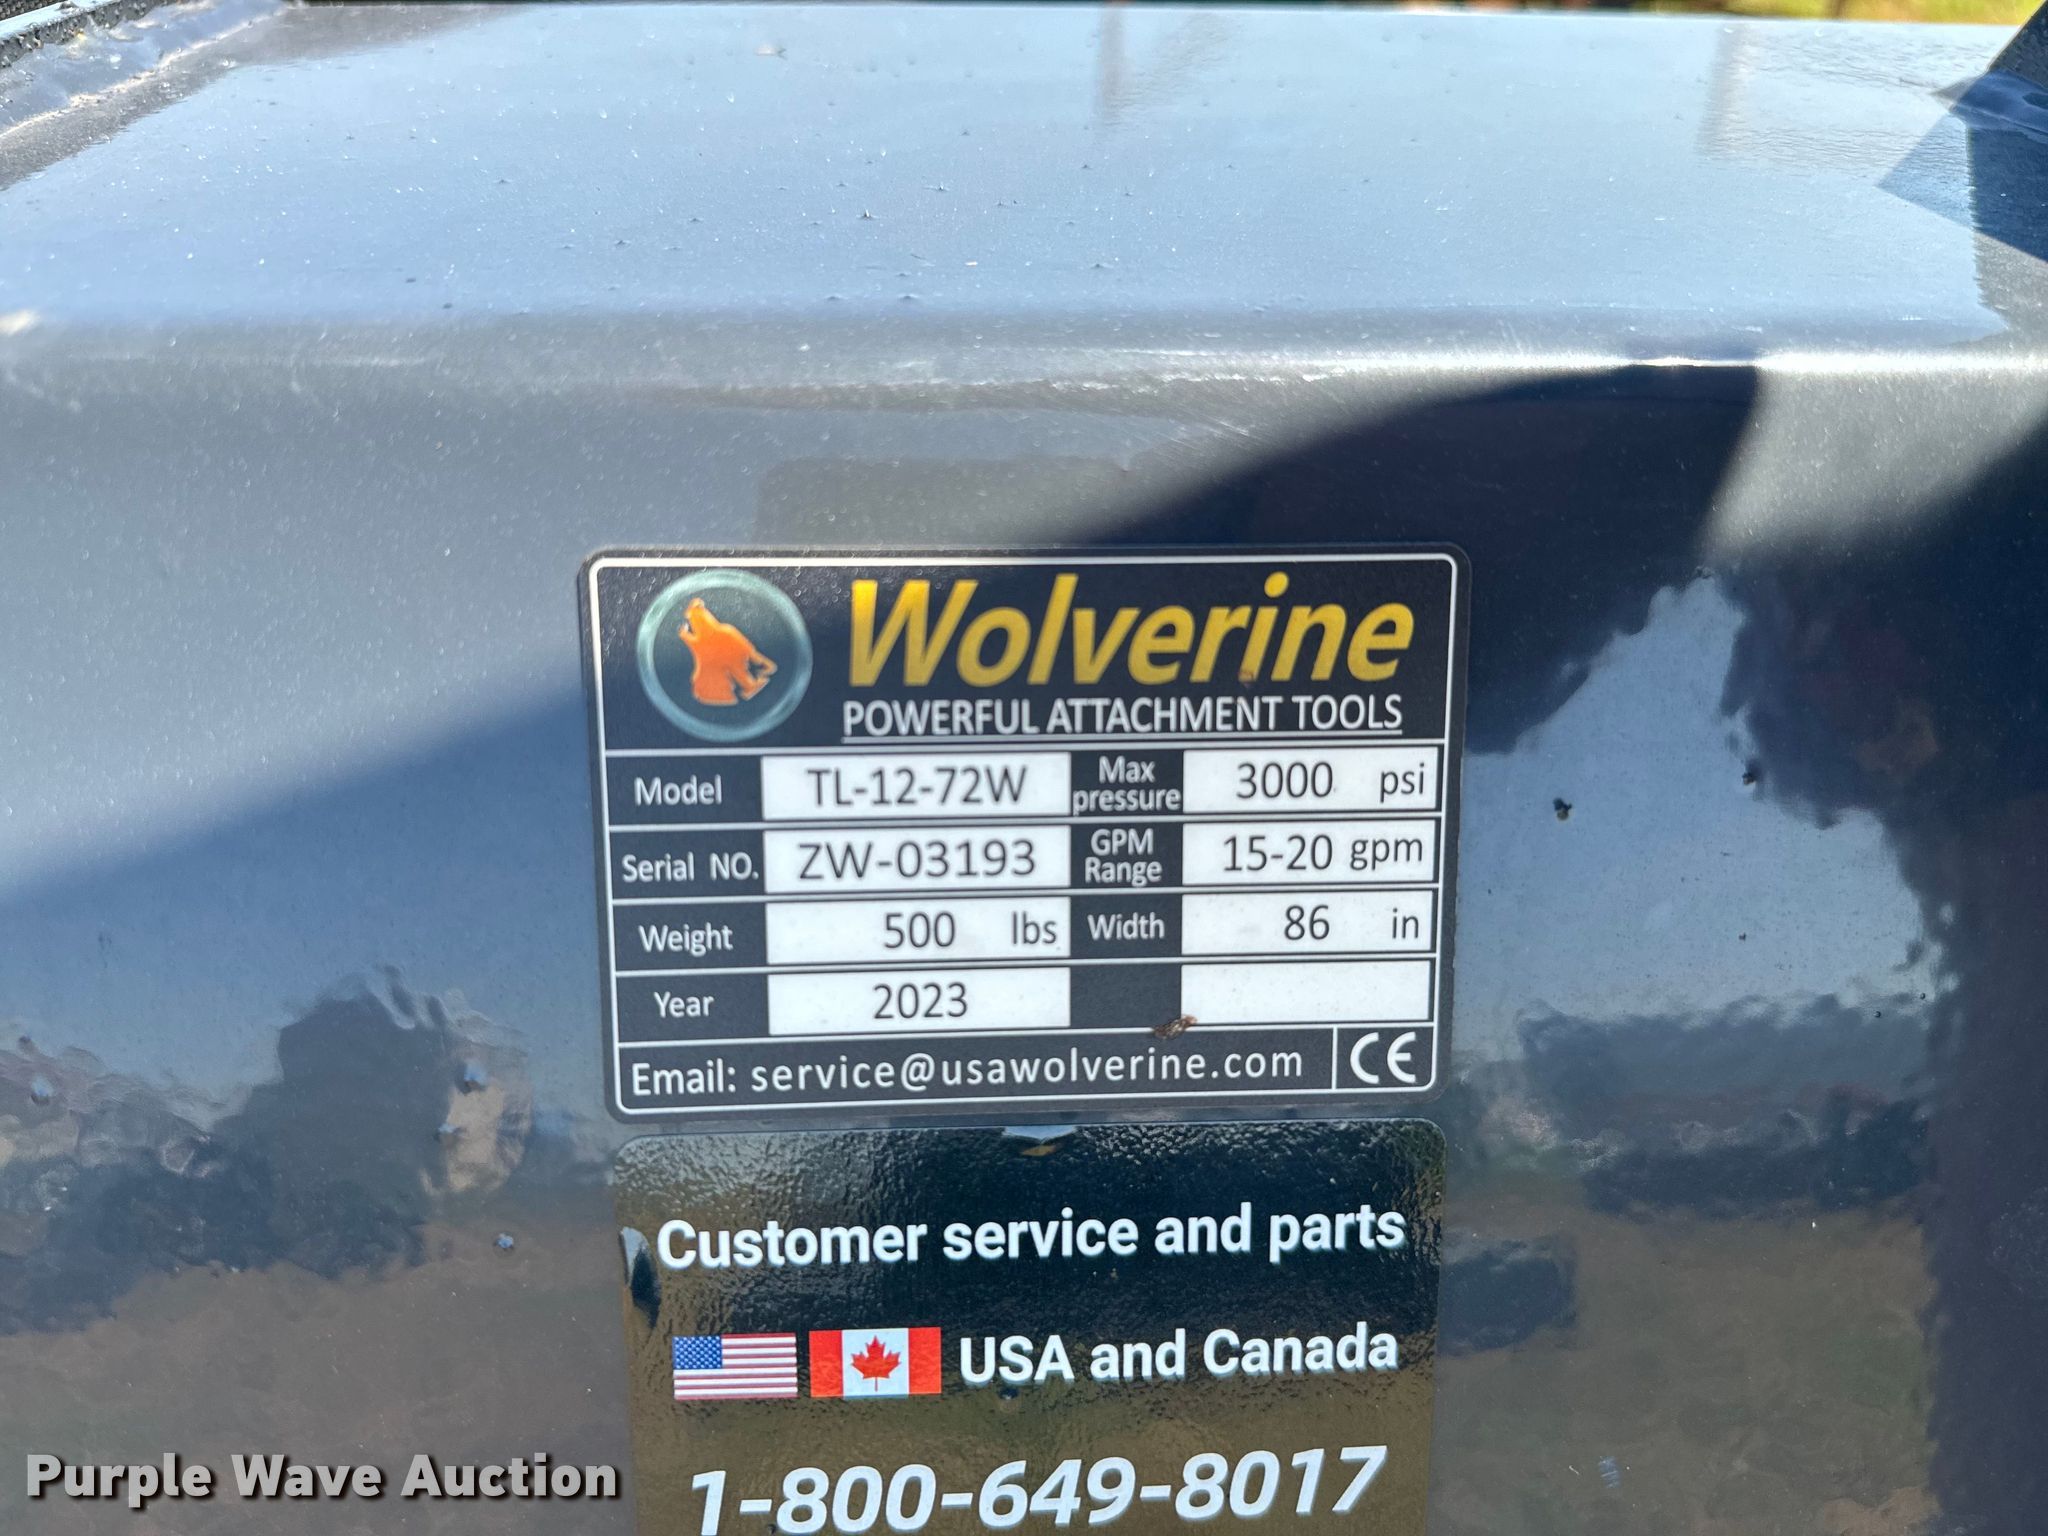 Wolverine
POWERFUL ATTACHMENT TOOLS
Model TL-12-72W Max pressure 3000 psi
Serial NO. ZW-03193 GPM Range 15-20 gpm
Weight 500 lbs Width 86 in
Year 2023
Email: service@usawolverine.com CE
Customer service and parts
USA and Canada
1-800-649-8017
Purple Wave Auction